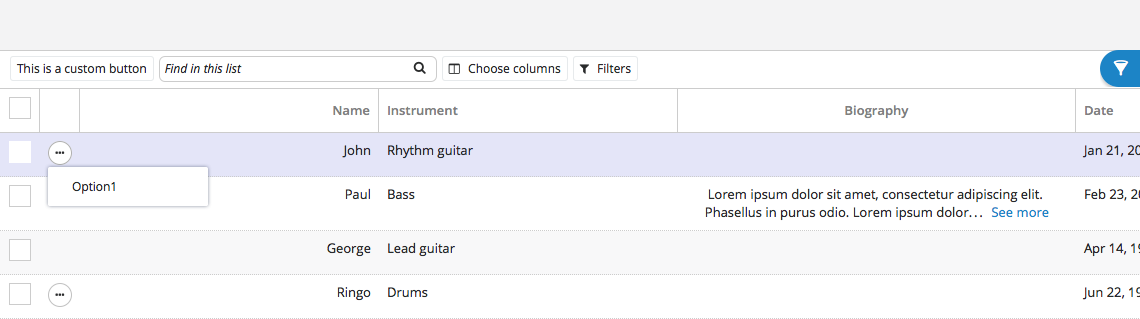 This is a custom button Find in this list Choose columns Filters
Name Instrument Biography Date
John Rhythm guitar Jan 21, 20
Option1
Paul Bass Lorem ipsum dolor sit amet, consectetur adipiscing elit. Feb 23, 20
Phasellus in purus odio. Lorem ipsum dolor... See more
George Lead guitar Apr 14, 19
Ringo Drums Jun 22, 19